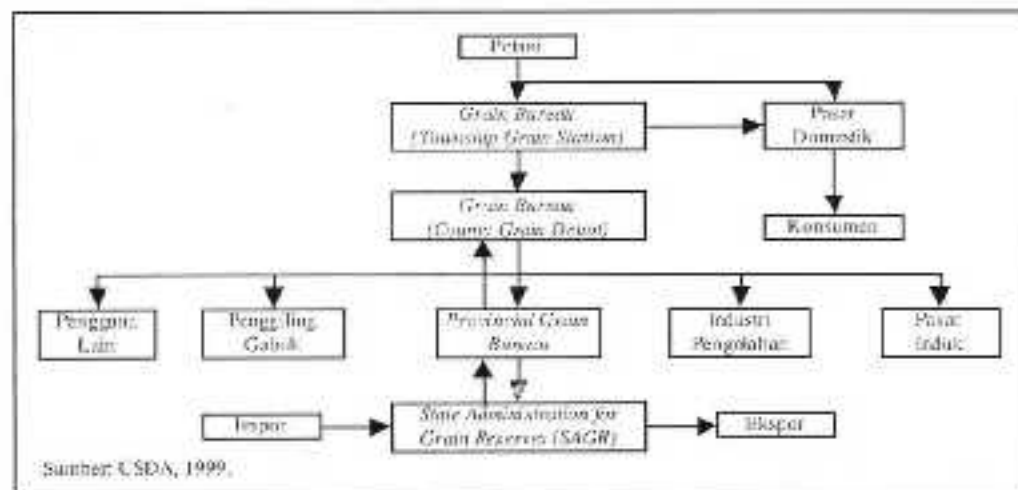 Petani
Grain Bureau
(Township Grain Station)
Pasar
Domestik
Grain Bureau
(County Grain Depot)
Konsumen
Pengguna
Lain
Penggiling
Gabah
Provincial Grain
Bureau
Industri
Pengolahan
Pasar
Induk
Impor
State Administration for
Grain Reserves (SAGR)
Ekspor
Sumber: USDA, 1999.